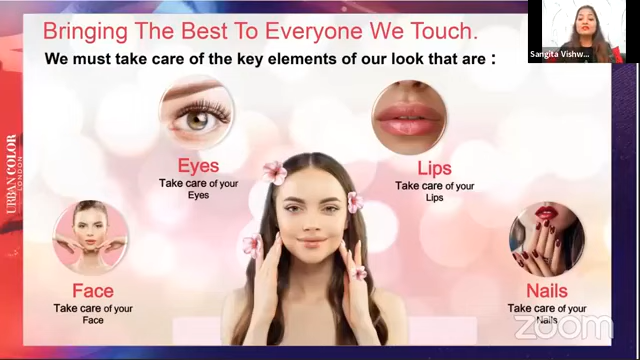 Bringing The Best To Everyone We Touch.
We must take care of the key elements of our look that are :
Sangita Vishw...
URBAN COLOR
LONDON
Eyes
Take care of your
Eyes
Lips
Take care of your
Lips
Face
Take care of your
Face
Nails
Take care of your
Nails
zoom